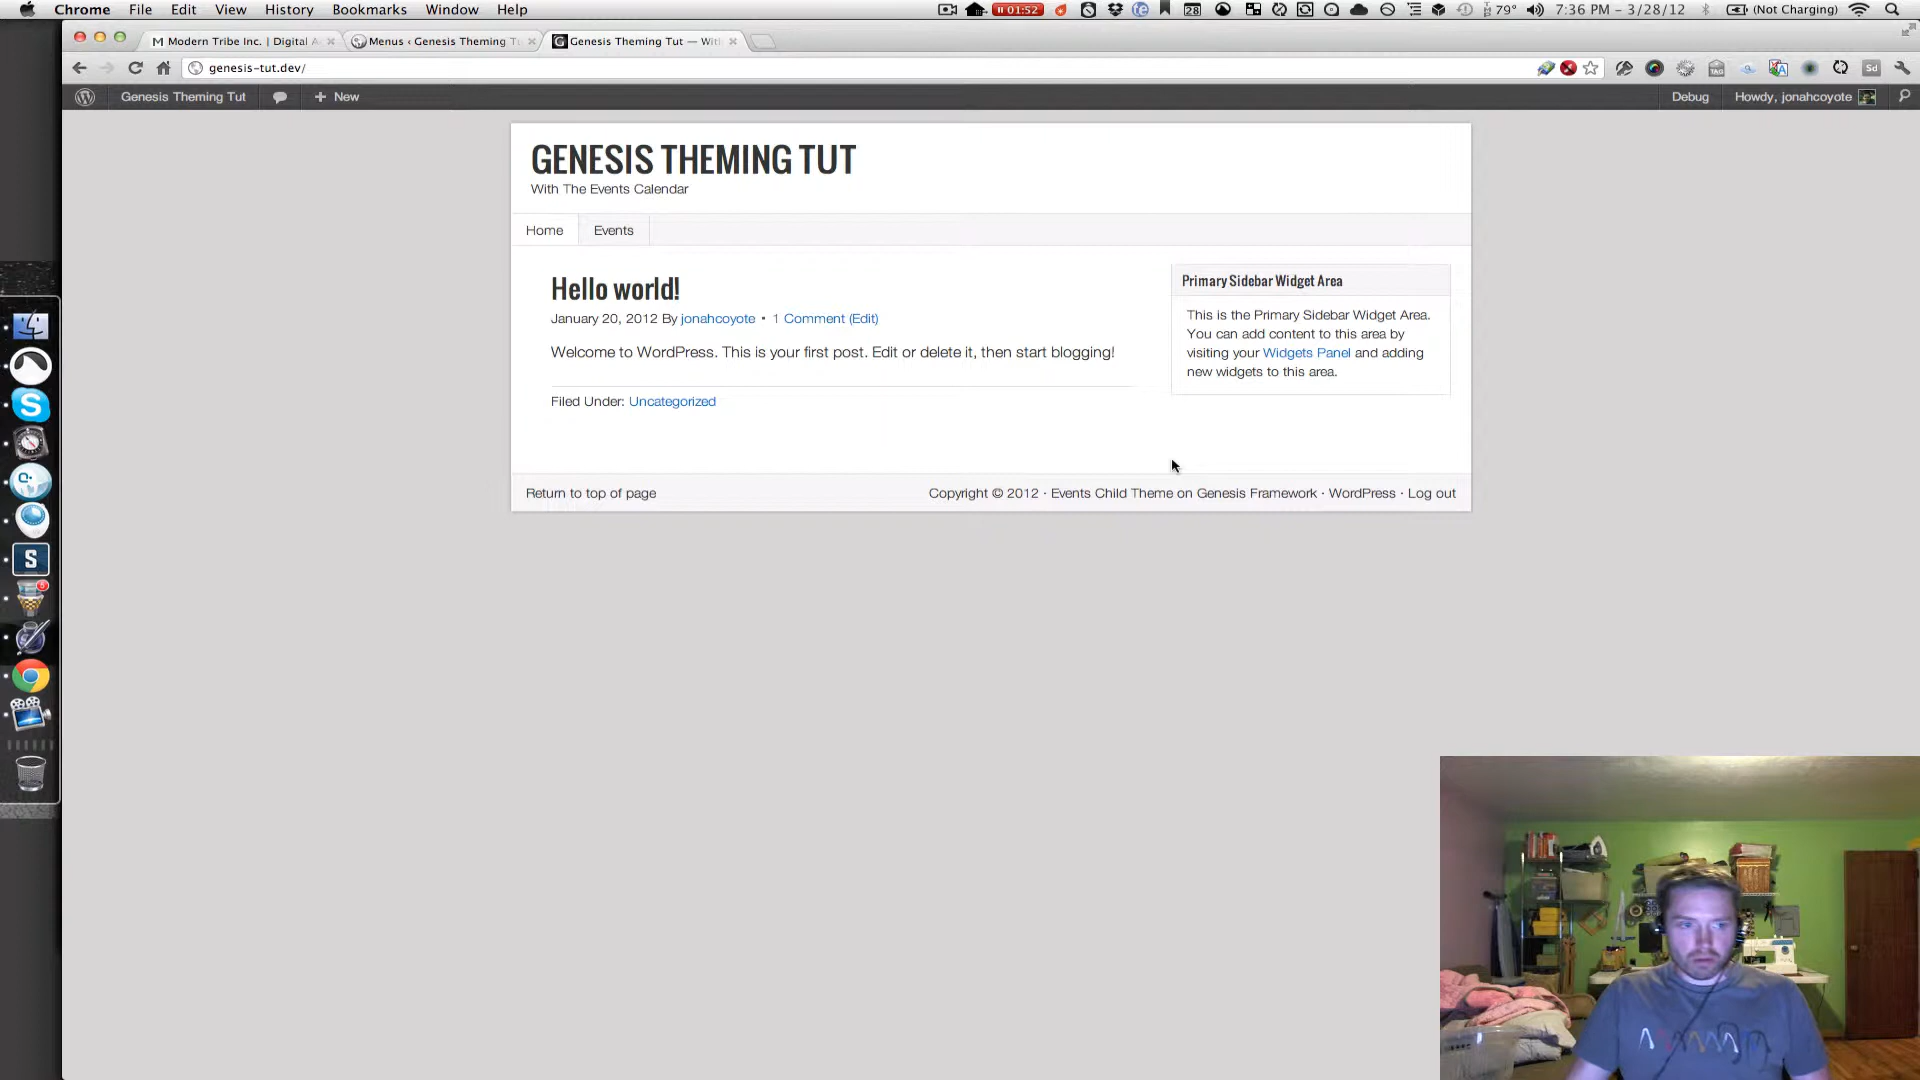 Chrome File Edit View History Bookmarks Window Help 01:52 28 79° 7:36 PM – 3/28/12 (Not Charging)
Modern Tribe Inc. | Digital A
Menus ‹ Genesis Theming T
Genesis Theming Tut — With
genesis-tut.dev/
Genesis Theming Tut + New Debug Howdy, jonahcoyote
GENESIS THEMING TUT
With The Events Calendar
Home Events
Hello world!
January 20, 2012 By jonahcoyote • 1 Comment (Edit)
Welcome to WordPress. This is your first post. Edit or delete it, then start blogging!
Filed Under: Uncategorized
Primary Sidebar Widget Area
This is the Primary Sidebar Widget Area.
You can add content to this area by
visiting your Widgets Panel and adding
new widgets to this area.
Return to top of page
Copyright © 2012 · Events Child Theme on Genesis Framework · WordPress · Log out